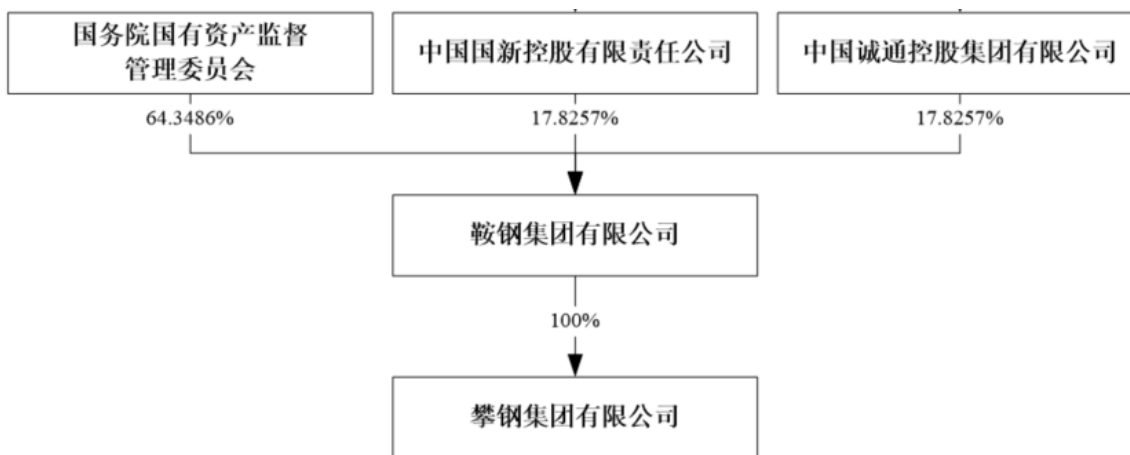 国务院国有资产监督
管理委员会
中国国新控股有限责任公司
中国诚通控股集团有限公司
64.3486%
17.8257%
17.8257%
鞍钢集团有限公司
100%
攀钢集团有限公司